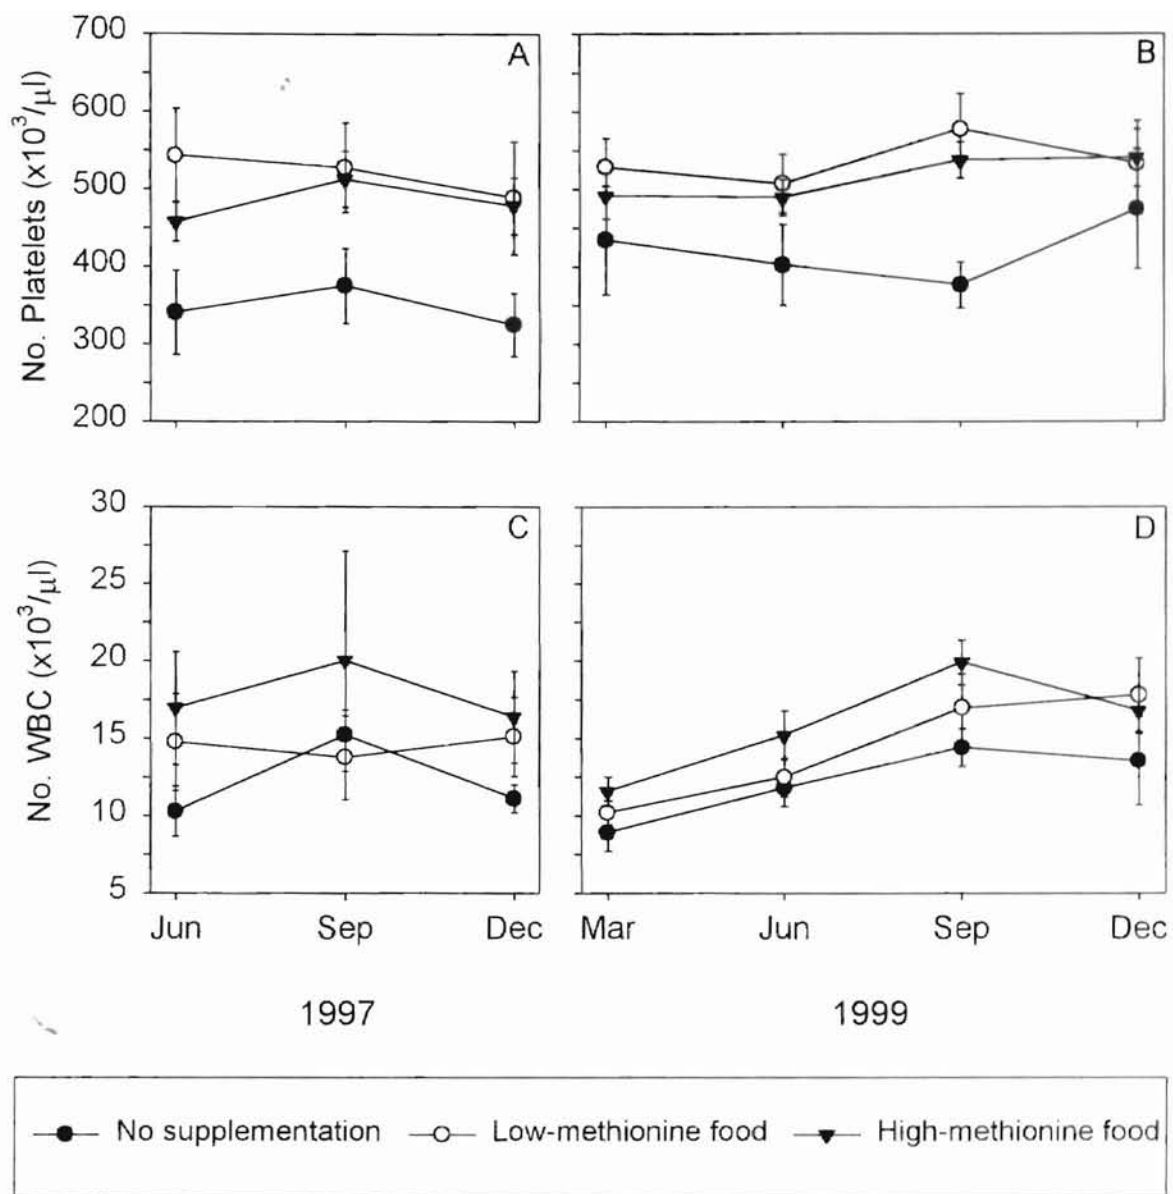 No. Platelets (x10³/µl)
700
600
500
400
300
200
A
B
No. WBC (x10³/µl)
30
25
20
15
10
5
C
D
Jun Sep Dec Mar Jun Sep Dec
1997 1999
No supplementation Low-methionine food High-methionine food